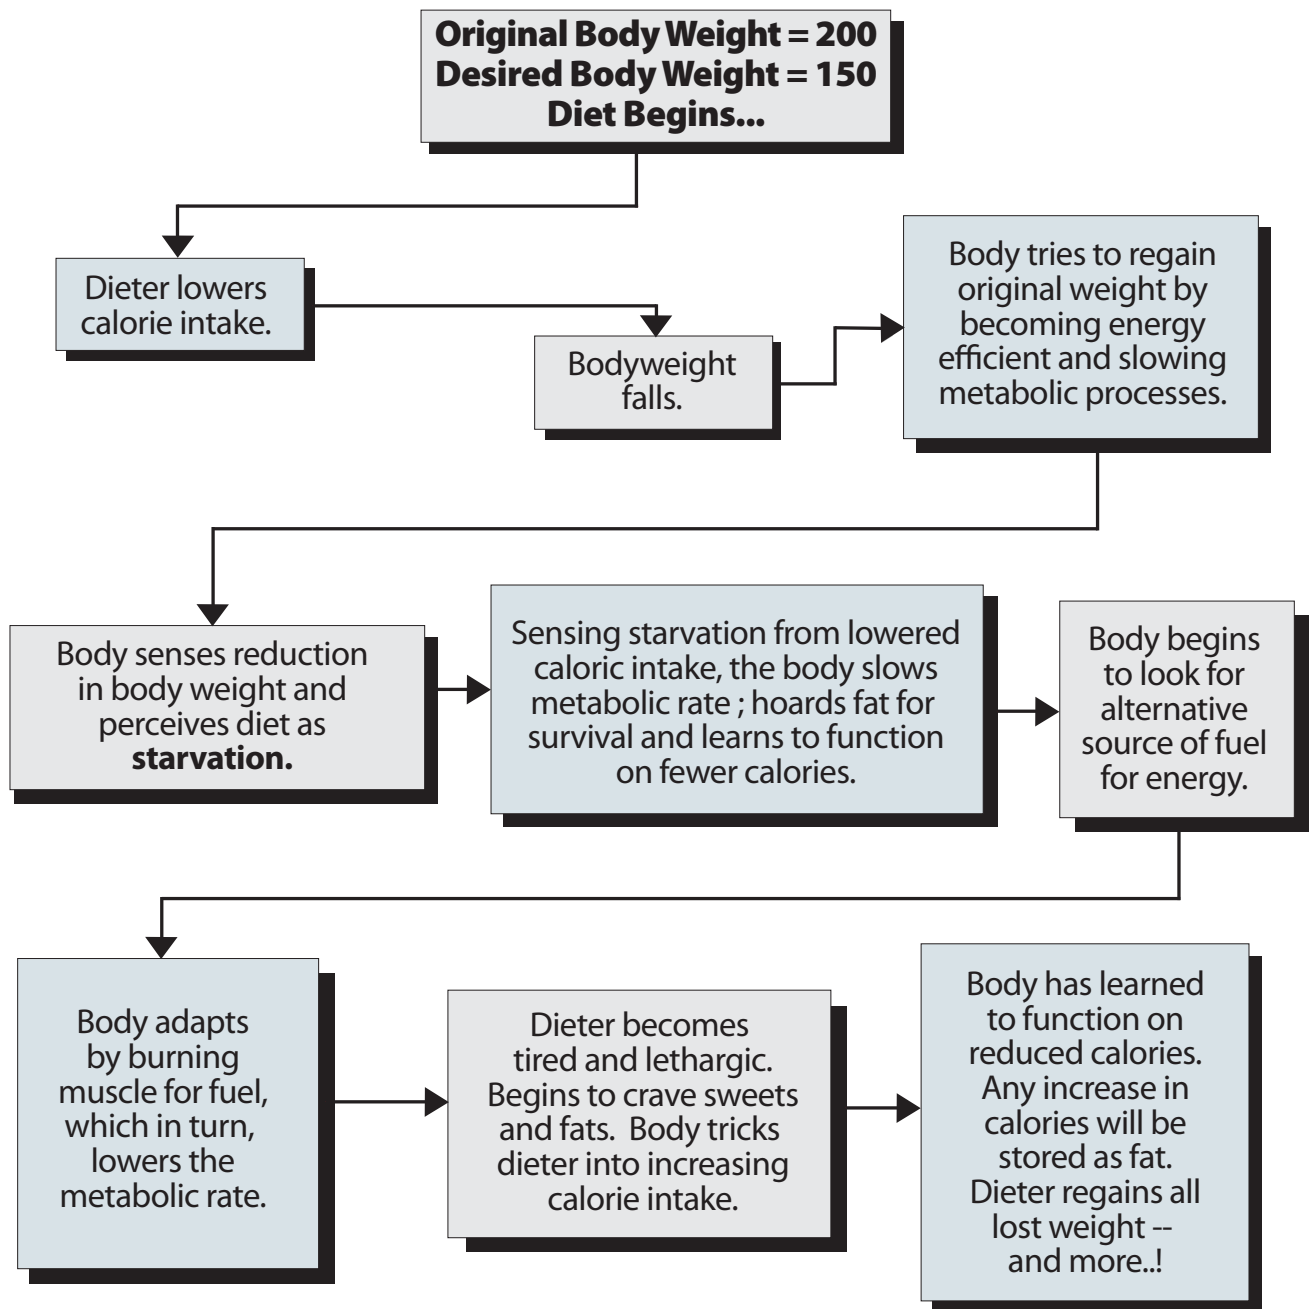 Original Body Weight = 200
Desired Body Weight = 150
Diet Begins...
Dieter lowers
calorie intake.
Bodyweight
falls.
Body tries to regain
original weight by
becoming energy
efficient and slowing
metabolic processes.
Body senses reduction
in body weight and
perceives diet as
starvation.
Sensing starvation from lowered
caloric intake, the body slows
metabolic rate ; hoards fat for
survival and learns to function
on fewer calories.
Body begins
to look for
alternative
source of fuel
for energy.
Body adapts
by burning
muscle for fuel,
which in turn,
lowers the
metabolic rate.
Dieter becomes
tired and lethargic.
Begins to crave sweets
and fats.  Body tricks
dieter into increasing
calorie intake.
Body has learned
to function on
reduced calories.
Any increase in
calories will be
stored as fat.
Dieter regains all
lost weight --
and more..!